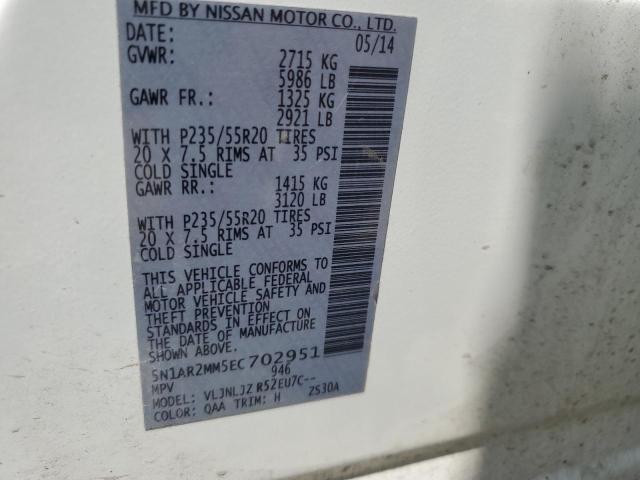 MFD BY NISSAN MOTOR CO., LTD.
DATE: 05/14
GVWR: 2715 KG
5986 LB
GAWR FR.: 1325 KG
2921 LB
WITH P235/55R20 TIRES
20 X 7.5 RIMS AT 35 PSI
COLD SINGLE
GAWR RR.: 1415 KG
3120 LB
WITH P235/55R20 TIRES
20 X 7.5 RIMS AT 35 PSI
COLD SINGLE
THIS VEHICLE CONFORMS TO
ALL APPLICABLE FEDERAL
MOTOR VEHICLE SAFETY AND
THEFT PREVENTION
STANDARDS IN EFFECT ON
THE DATE OF MANUFACTURE
SHOWN ABOVE.
5N1AR2MM5EC702951
MPV 946
MODEL: VLJNLJZ R52EU7C-- ZS30A
COLOR: QAA TRIM: H